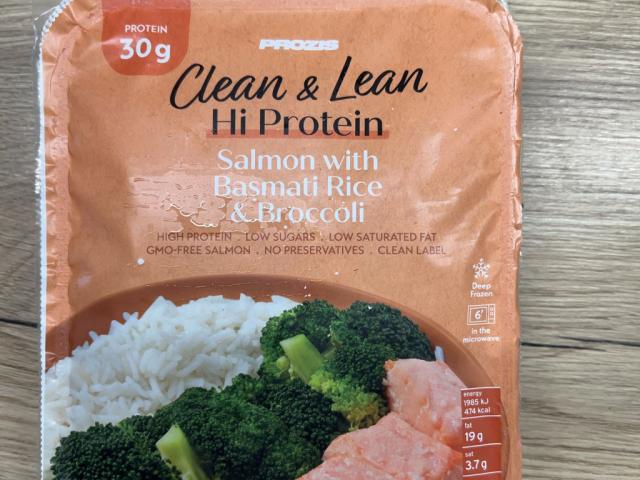 PROTEIN
30g
PROZIS
Clean & Lean
Hi Protein
Salmon with
Basmati Rice
& Broccoli
HIGH PROTEIN . LOW SUGARS . LOW SATURATED FAT
GMO-FREE SALMON . NO PRESERVATIVES . CLEAN LABEL
Deep
Frozen
6'
in the
microwave
energy
1985 kJ
474 kcal
fat
19 g
sat
3.7 g